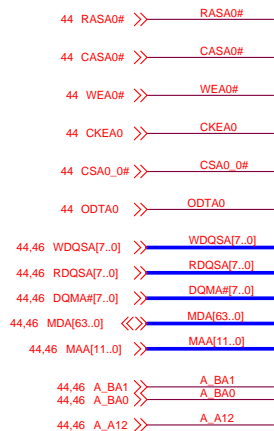 44 RASA0# RASA0#
44 CASA0# CASA0#
44 WEA0# WEA0#
44 CKEA0 CKEA0
44 CSA0_0# CSA0_0#
44 ODTA0 ODTA0
44,46 WDQSA[7..0] WDQSA[7..0]
44,46 RDQSA[7..0] RDQSA[7..0]
44,46 DQMA#[7..0] DQMA#[7..0]
44,46 MDA[63..0] MDA[63..0]
44,46 MAA[11..0] MAA[11..0]
44,46 A_BA1 A_BA1
44,46 A_BA0 A_BA0
44,46 A_A12 A_A12